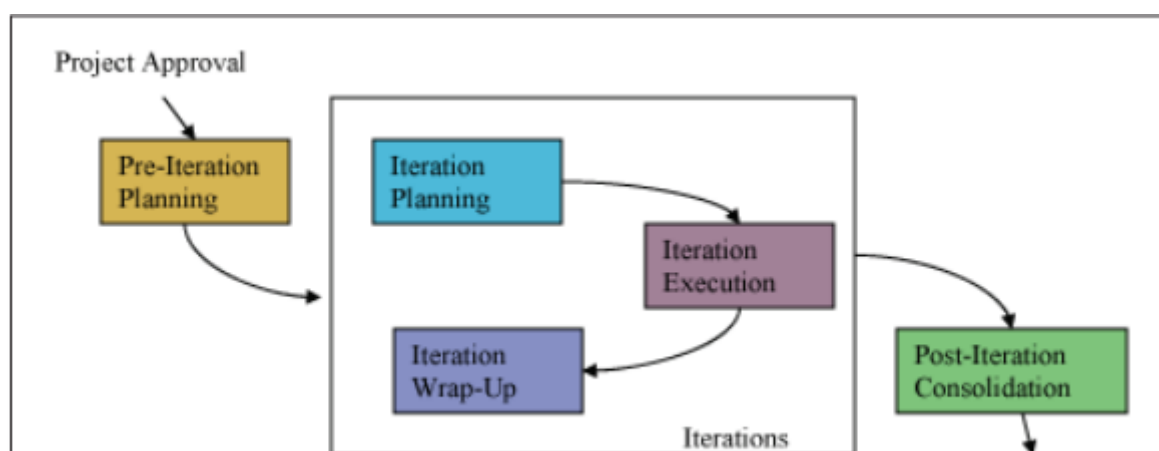 Project Approval
Pre-Iteration
Planning
Iteration
Planning
Iteration
Execution
Iteration
Wrap-Up
Post-Iteration
Consolidation
Iterations